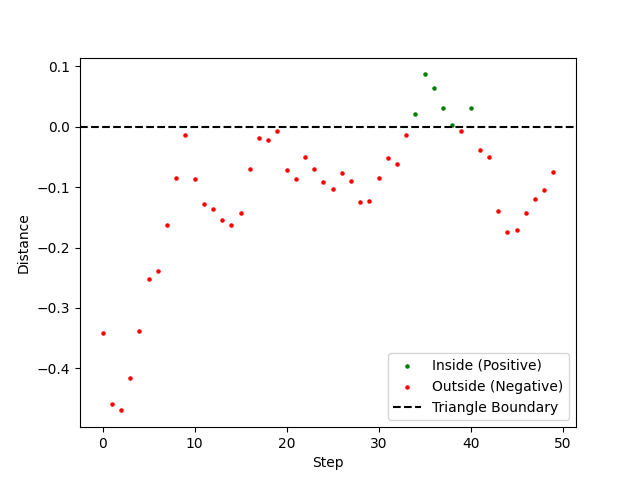 0.1
0.0
−0.1
−0.2
−0.3
−0.4
Distance
0 10 20 30 40 50
Step
Inside (Positive)
Outside (Negative)
Triangle Boundary